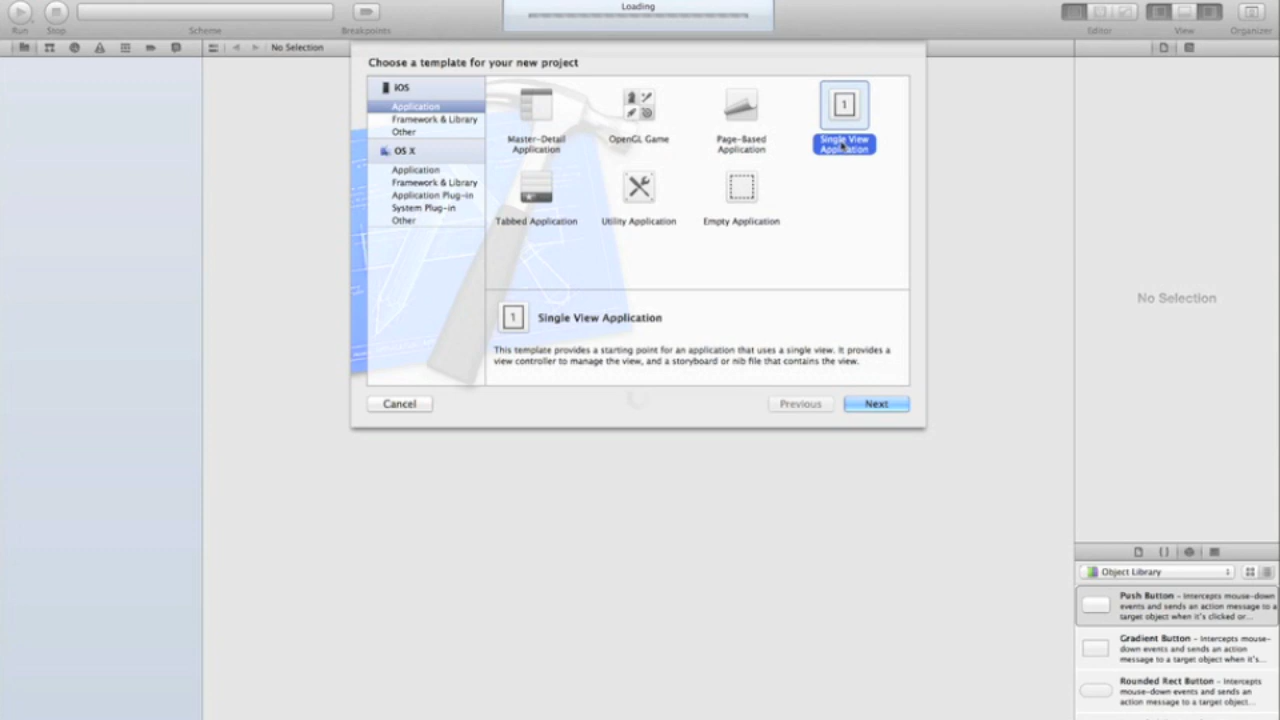 Loading
Run
Stop
Scheme
Breakpoints
Editor
View
Organizer
No Selection
Choose a template for your new project
iOS
Application
Framework & Library
Other
OS X
Application
Framework & Library
Application Plug-in
System Plug-in
Other
Master-Detail
Application
OpenGL Game
Page-Based
Application
1
Single View
Application
Tabbed Application
Utility Application
Empty Application
1
Single View Application
This template provides a starting point for an application that uses a single view. It provides a
view controller to manage the view, and a storyboard or nib file that contains the view.
Cancel
Previous
Next
No Selection
Object Library
Push Button - Intercepts mouse-down
events and sends an action message to a
target object when it's clicked or...
Gradient Button - Intercepts mouse-
down events and sends an action
message to a target object when it's...
Rounded Rect Button - Intercepts
mouse-down events and sends an
action message to a target object...